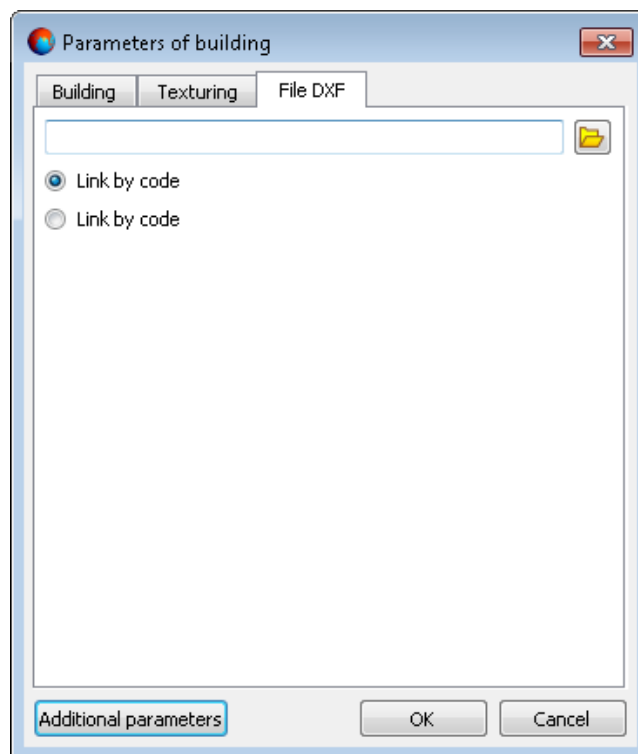 Parameters of building
Building Texturing File DXF
Link by code
Link by code
Additional parameters OK Cancel